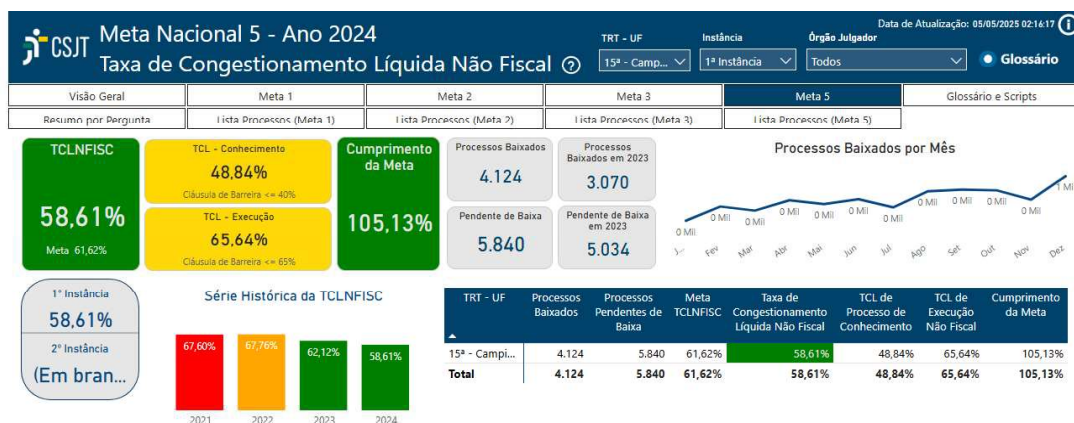 CSJT
Meta Nacional 5 - Ano 2024
Taxa de Congestionamento Líquida Não Fiscal
Data de Atualização: 05/05/2025 02:16:17
TRT - UF
Instância
Órgão Julgador
15ª - Camp...
1ª Instância
Todos
Glossário
Visão Geral
Meta 1
Meta 2
Meta 3
Meta 5
Glossário e Scripts
Resumo por Pergunta
Lista Processos (Meta 1)
Lista Processos (Meta 2)
Lista Processos (Meta 3)
Lista Processos (Meta 5)
TCLNFISC
58,61%
Meta 61,62%
TCL - Conhecimento
48,84%
Cláusula de Barreira <= 40%
TCL - Execução
65,64%
Cláusula de Barreira <= 65%
Cumprimento
da Meta
105,13%
Processos Baixados
4.124
Processos
Baixados em 2023
3.070
Pendente de Baixa
5.840
Pendente de Baixa
em 2023
5.034
Processos Baixados por Mês
0 Mil
0 Mil
0 Mil
0 Mil
0 Mil
0 Mil
0 Mil
0 Mil
0 Mil
0 Mil
0 Mil
1 Mi
J...
Fev
Mar
Abr
Mai
Jun
Jul
Ago
Set
Out
Nov
Dez
1ª Instância
58,61%
2ª Instância
(Em bran...
Série Histórica da TCLNFISC
67,60%
67,76%
62,12%
58,61%
2021
2022
2023
2024
TRT - UF
Processos
Baixados
Processos
Pendentes de
Baixa
Meta
TCLNFISC
Taxa de
Congestionamento
Líquida Não Fiscal
TCL de
Processo de
Conhecimento
TCL de
Execução
Não Fiscal
Cumprimento
da Meta
15ª - Campi... 4.124 5.840 61,62% 58,61% 48,84% 65,64% 105,13%
Total 4.124 5.840 61,62% 58,61% 48,84% 65,64% 105,13%